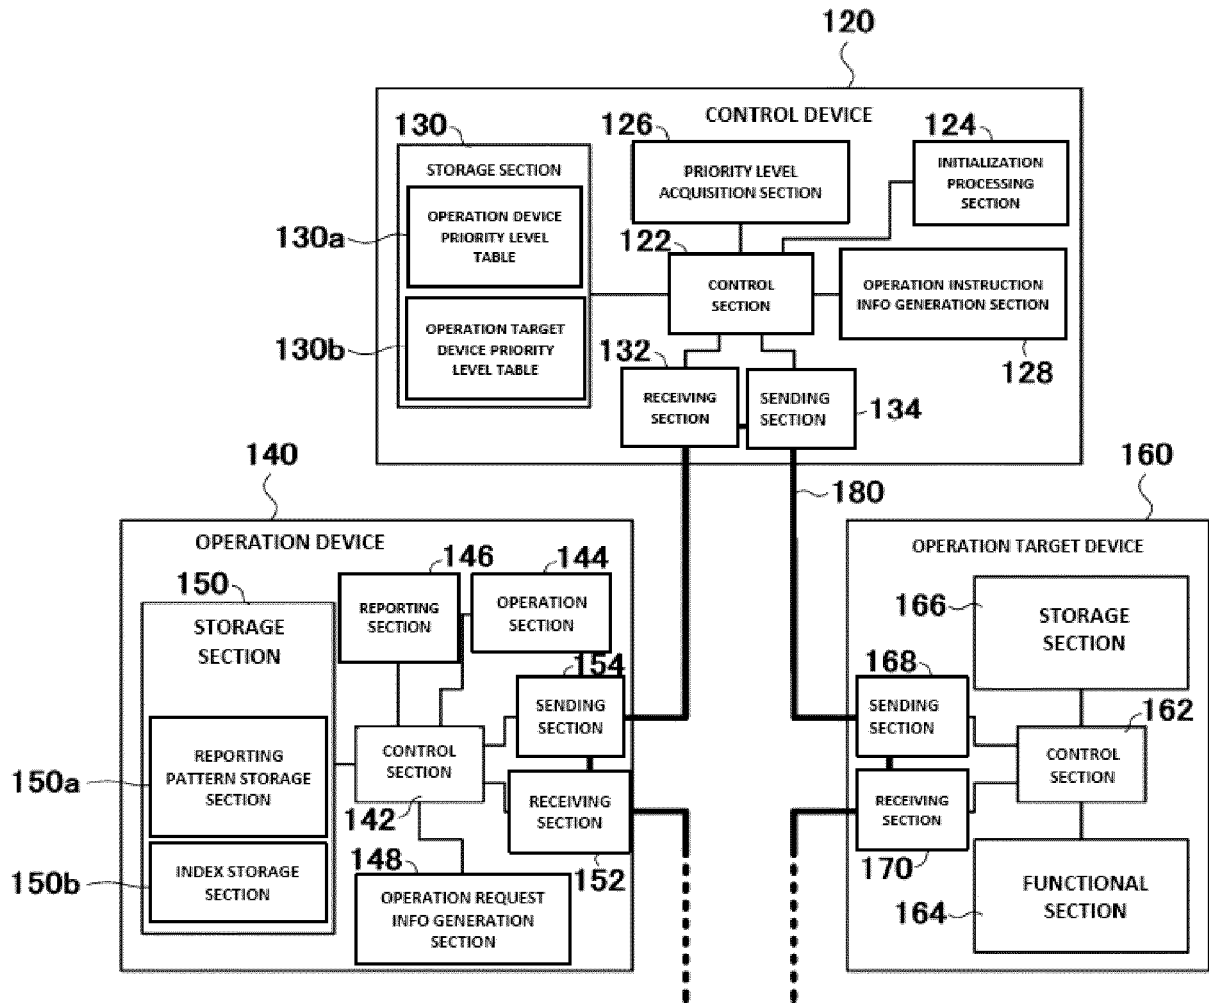 120
CONTROL DEVICE
130
STORAGE SECTION
130a
OPERATION DEVICE
PRIORITY LEVEL
TABLE
130b
OPERATION TARGET
DEVICE PRIORITY
LEVEL TABLE
126
PRIORITY LEVEL
ACQUISITION SECTION
124
INITIALIZATION
PROCESSING
SECTION
122
CONTROL
SECTION
OPERATION INSTRUCTION
INFO GENERATION SECTION
128
132
RECEIVING
SECTION
SENDING
SECTION
134
180
140
OPERATION DEVICE
150
STORAGE
SECTION
150a
REPORTING
PATTERN STORAGE
SECTION
150b
INDEX STORAGE
SECTION
146
REPORTING
SECTION
144
OPERATION
SECTION
154
SENDING
SECTION
CONTROL
SECTION
142
RECEIVING
SECTION
152
148
OPERATION REQUEST
INFO GENERATION
SECTION
160
OPERATION TARGET DEVICE
166
STORAGE
SECTION
168
SENDING
SECTION
162
CONTROL
SECTION
RECEIVING
SECTION
170
164
FUNCTIONAL
SECTION